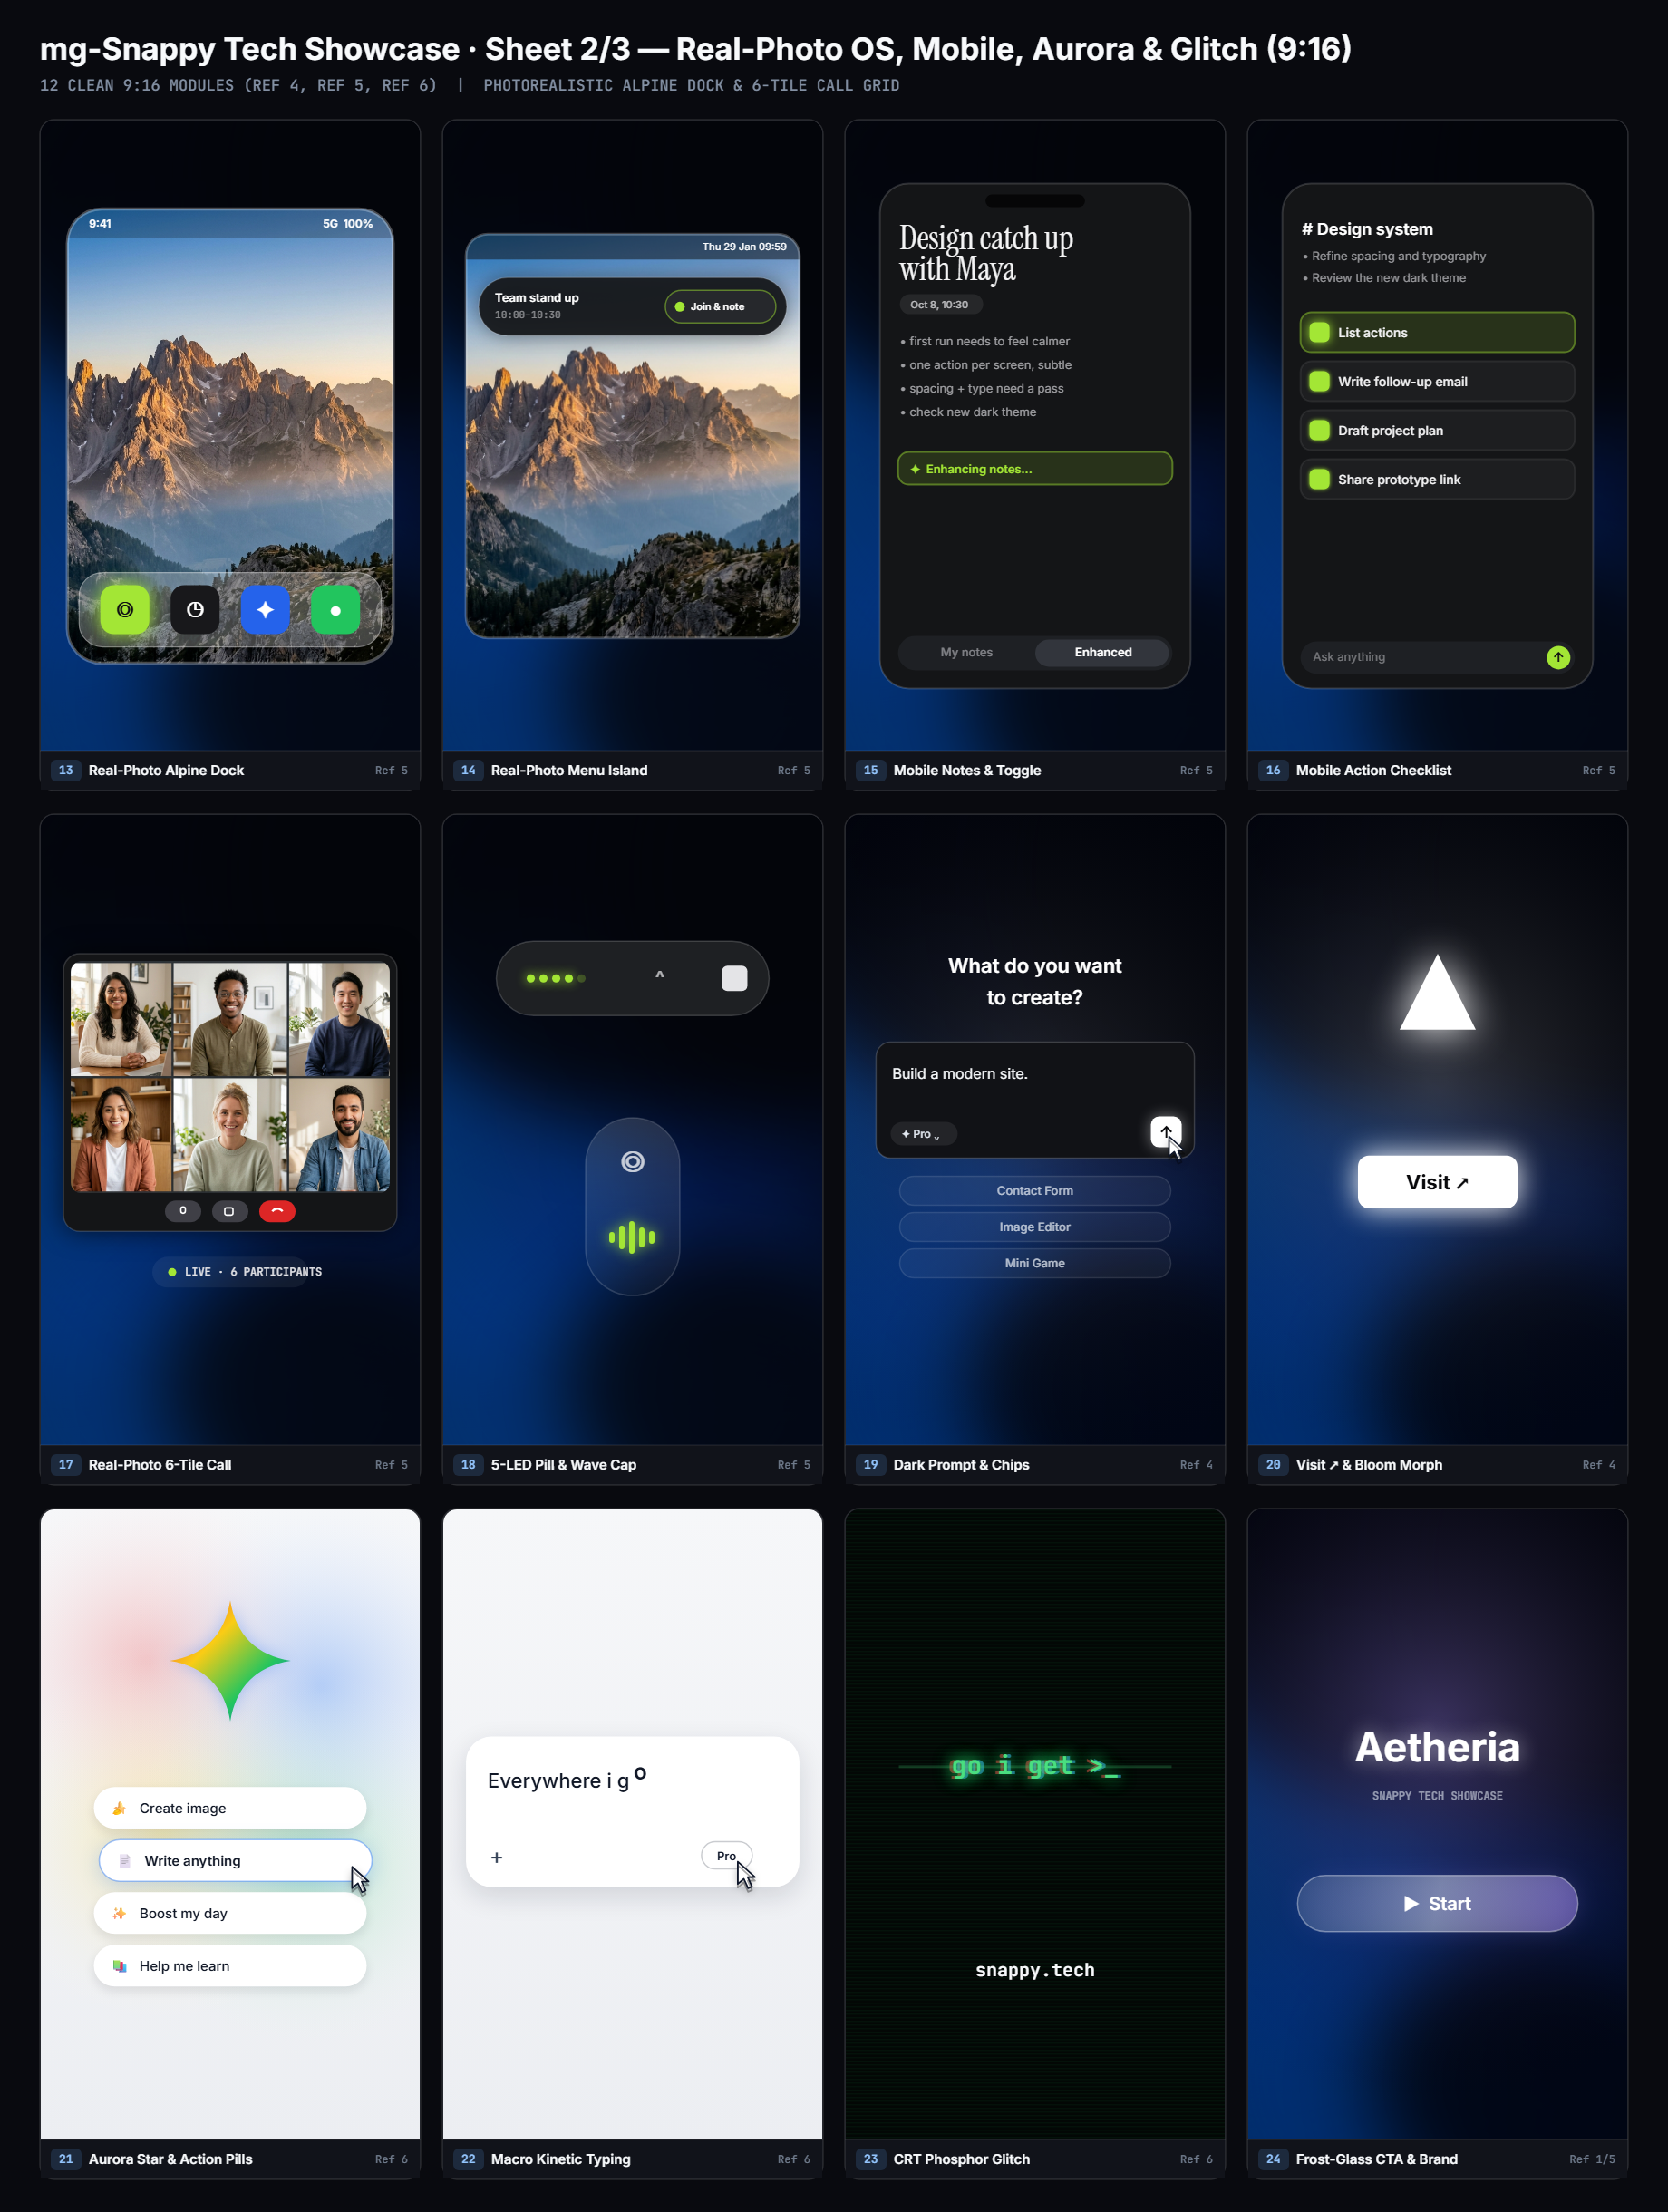 mg-Snappy Tech Showcase · Sheet 2/3 — Real-Photo OS, Mobile, Aurora & Glitch (9:16)
12 CLEAN 9:16 MODULES (REF 4, REF 5, REF 6) | PHOTOREALISTIC ALPINE DOCK & 6-TILE CALL GRID
9:41 5G 100%
13 Real-Photo Alpine Dock Ref 5
Thu 29 Jan 09:59
Team stand up
10:00–10:30
Join & note
14 Real-Photo Menu Island Ref 5
Design catch up
with Maya
Oct 8, 10:30
• first run needs to feel calmer
• one action per screen, subtle
• spacing + type need a pass
• check new dark theme
✦ Enhancing notes...
My notes Enhanced
15 Mobile Notes & Toggle Ref 5
# Design system
• Refine spacing and typography
• Review the new dark theme
List actions
Write follow-up email
Draft project plan
Share prototype link
Ask anything
16 Mobile Action Checklist Ref 5
LIVE · 6 PARTICIPANTS
17 Real-Photo 6-Tile Call Ref 5
18 5-LED Pill & Wave Cap Ref 5
What do you want
to create?
Build a modern site.
✦ Pro
Contact Form
Image Editor
Mini Game
19 Dark Prompt & Chips Ref 4
Visit ↗
20 Visit ↗ & Bloom Morph Ref 4
Create image
Write anything
Boost my day
Help me learn
21 Aurora Star & Action Pills Ref 6
Everywhere i go
+ Pro
22 Macro Kinetic Typing Ref 6
go i get >_
snappy.tech
23 CRT Phosphor Glitch Ref 6
Aetheria
SNAPPY TECH SHOWCASE
▶ Start
24 Frost-Glass CTA & Brand Ref 1/5